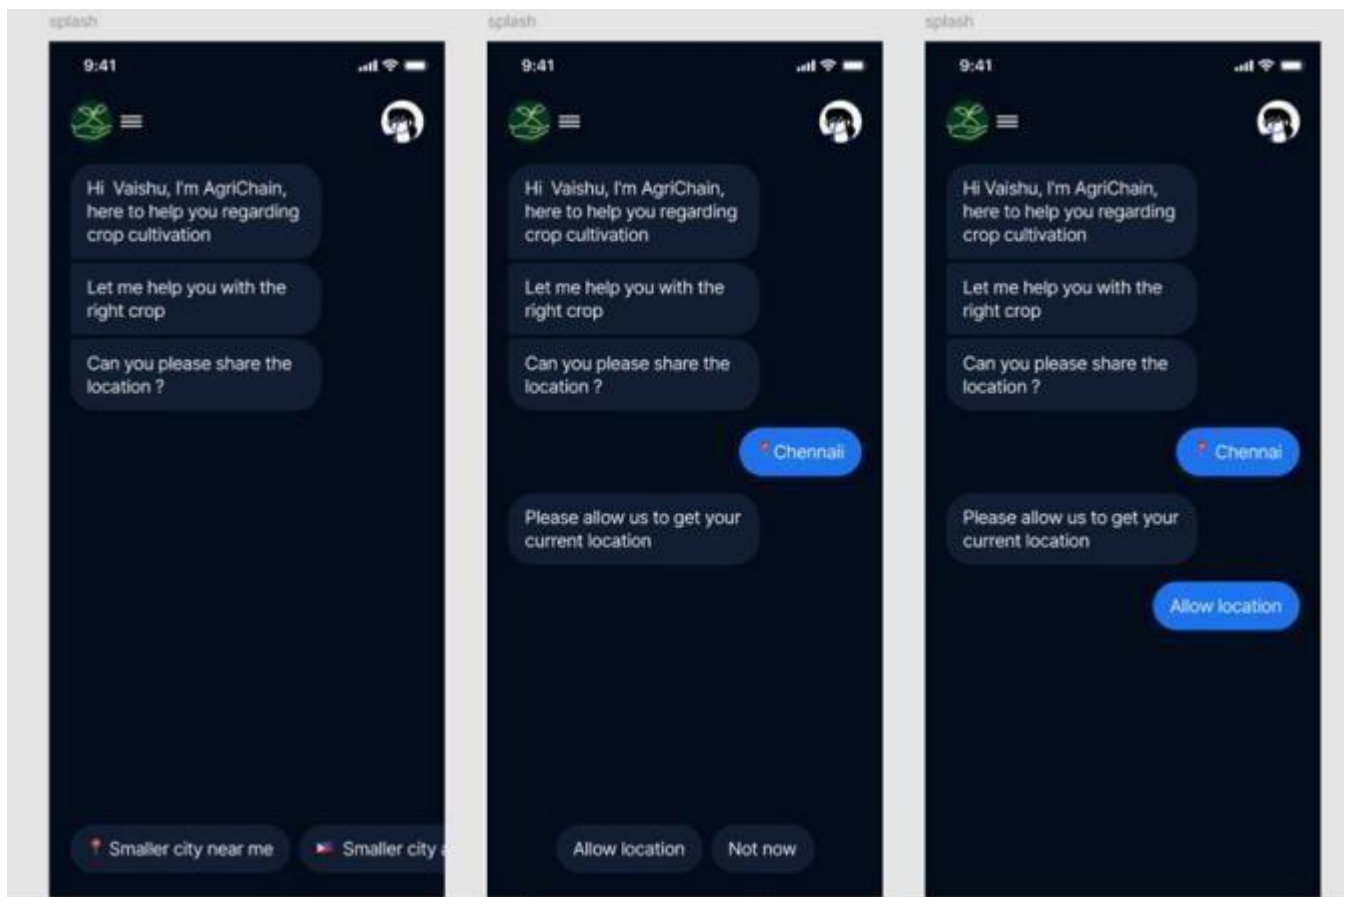 splash
9:41
Hi Vaishu, I'm AgriChain,
here to help you regarding
crop cultivation
Let me help you with the
right crop
Can you please share the
location ?
Smaller city near me
Smaller city
splash
9:41
Hi Vaishu, I'm AgriChain,
here to help you regarding
crop cultivation
Let me help you with the
right crop
Can you please share the
location ?
Chennaii
Please allow us to get your
current location
Allow location
Not now
splash
9:41
Hi Vaishu, I'm AgriChain,
here to help you regarding
crop cultivation
Let me help you with the
right crop
Can you please share the
location ?
Chennai
Please allow us to get your
current location
Allow location